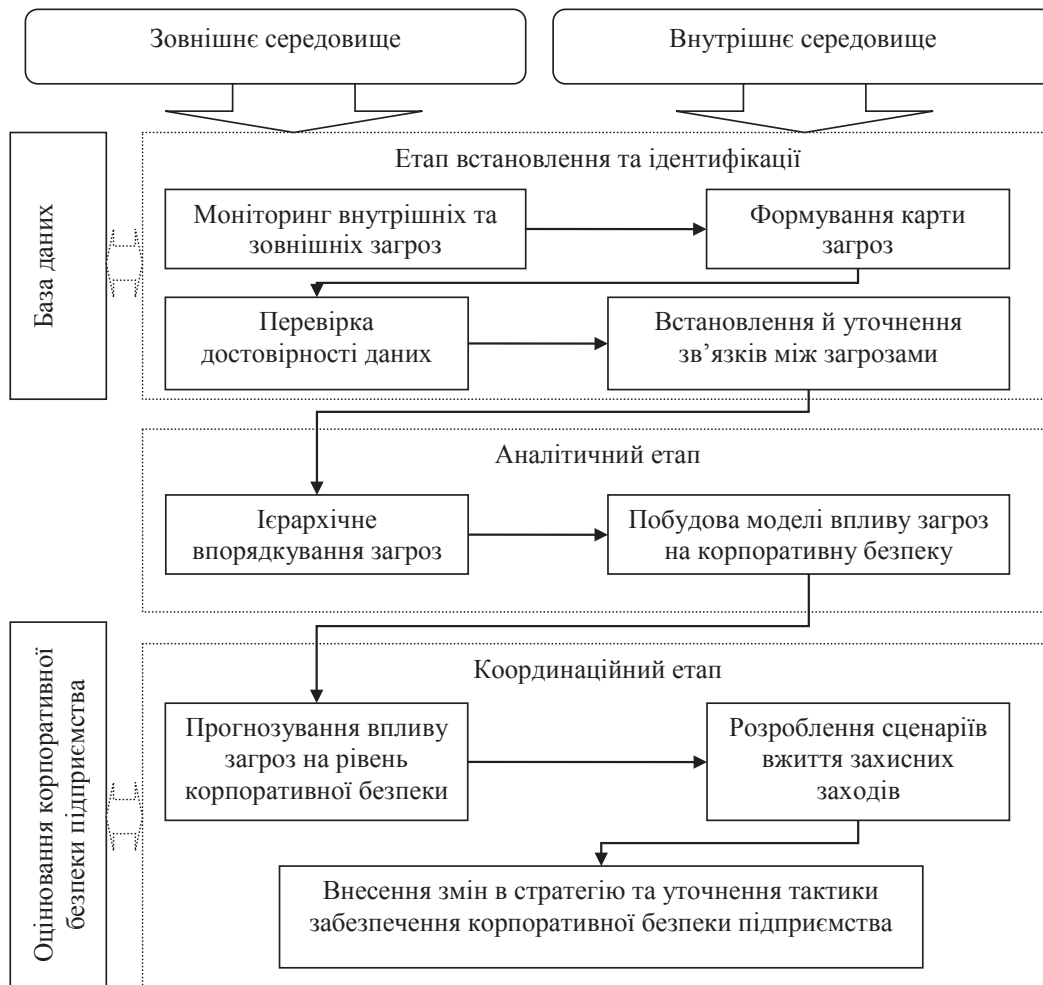 Зовнішнє середовище
Внутрішнє середовище
База даних
Етап встановлення та ідентифікації
Моніторинг внутрішніх та
зовнішніх загроз
Формування карти
загроз
Перевірка
достовірності даних
Встановлення й уточнення
зв’язків між загрозами
Аналітичний етап
Ієрархічне
впорядкування загроз
Побудова моделі впливу загроз
на корпоративну безпеку
Оцінювання корпоративної
безпеки підприємства
Координаційний етап
Прогнозування впливу
загроз на рівень
корпоративної безпеки
Розроблення сценаріїв
вжиття захисних
заходів
Внесення змін в стратегію та уточнення тактики
забезпечення корпоративної безпеки підприємства